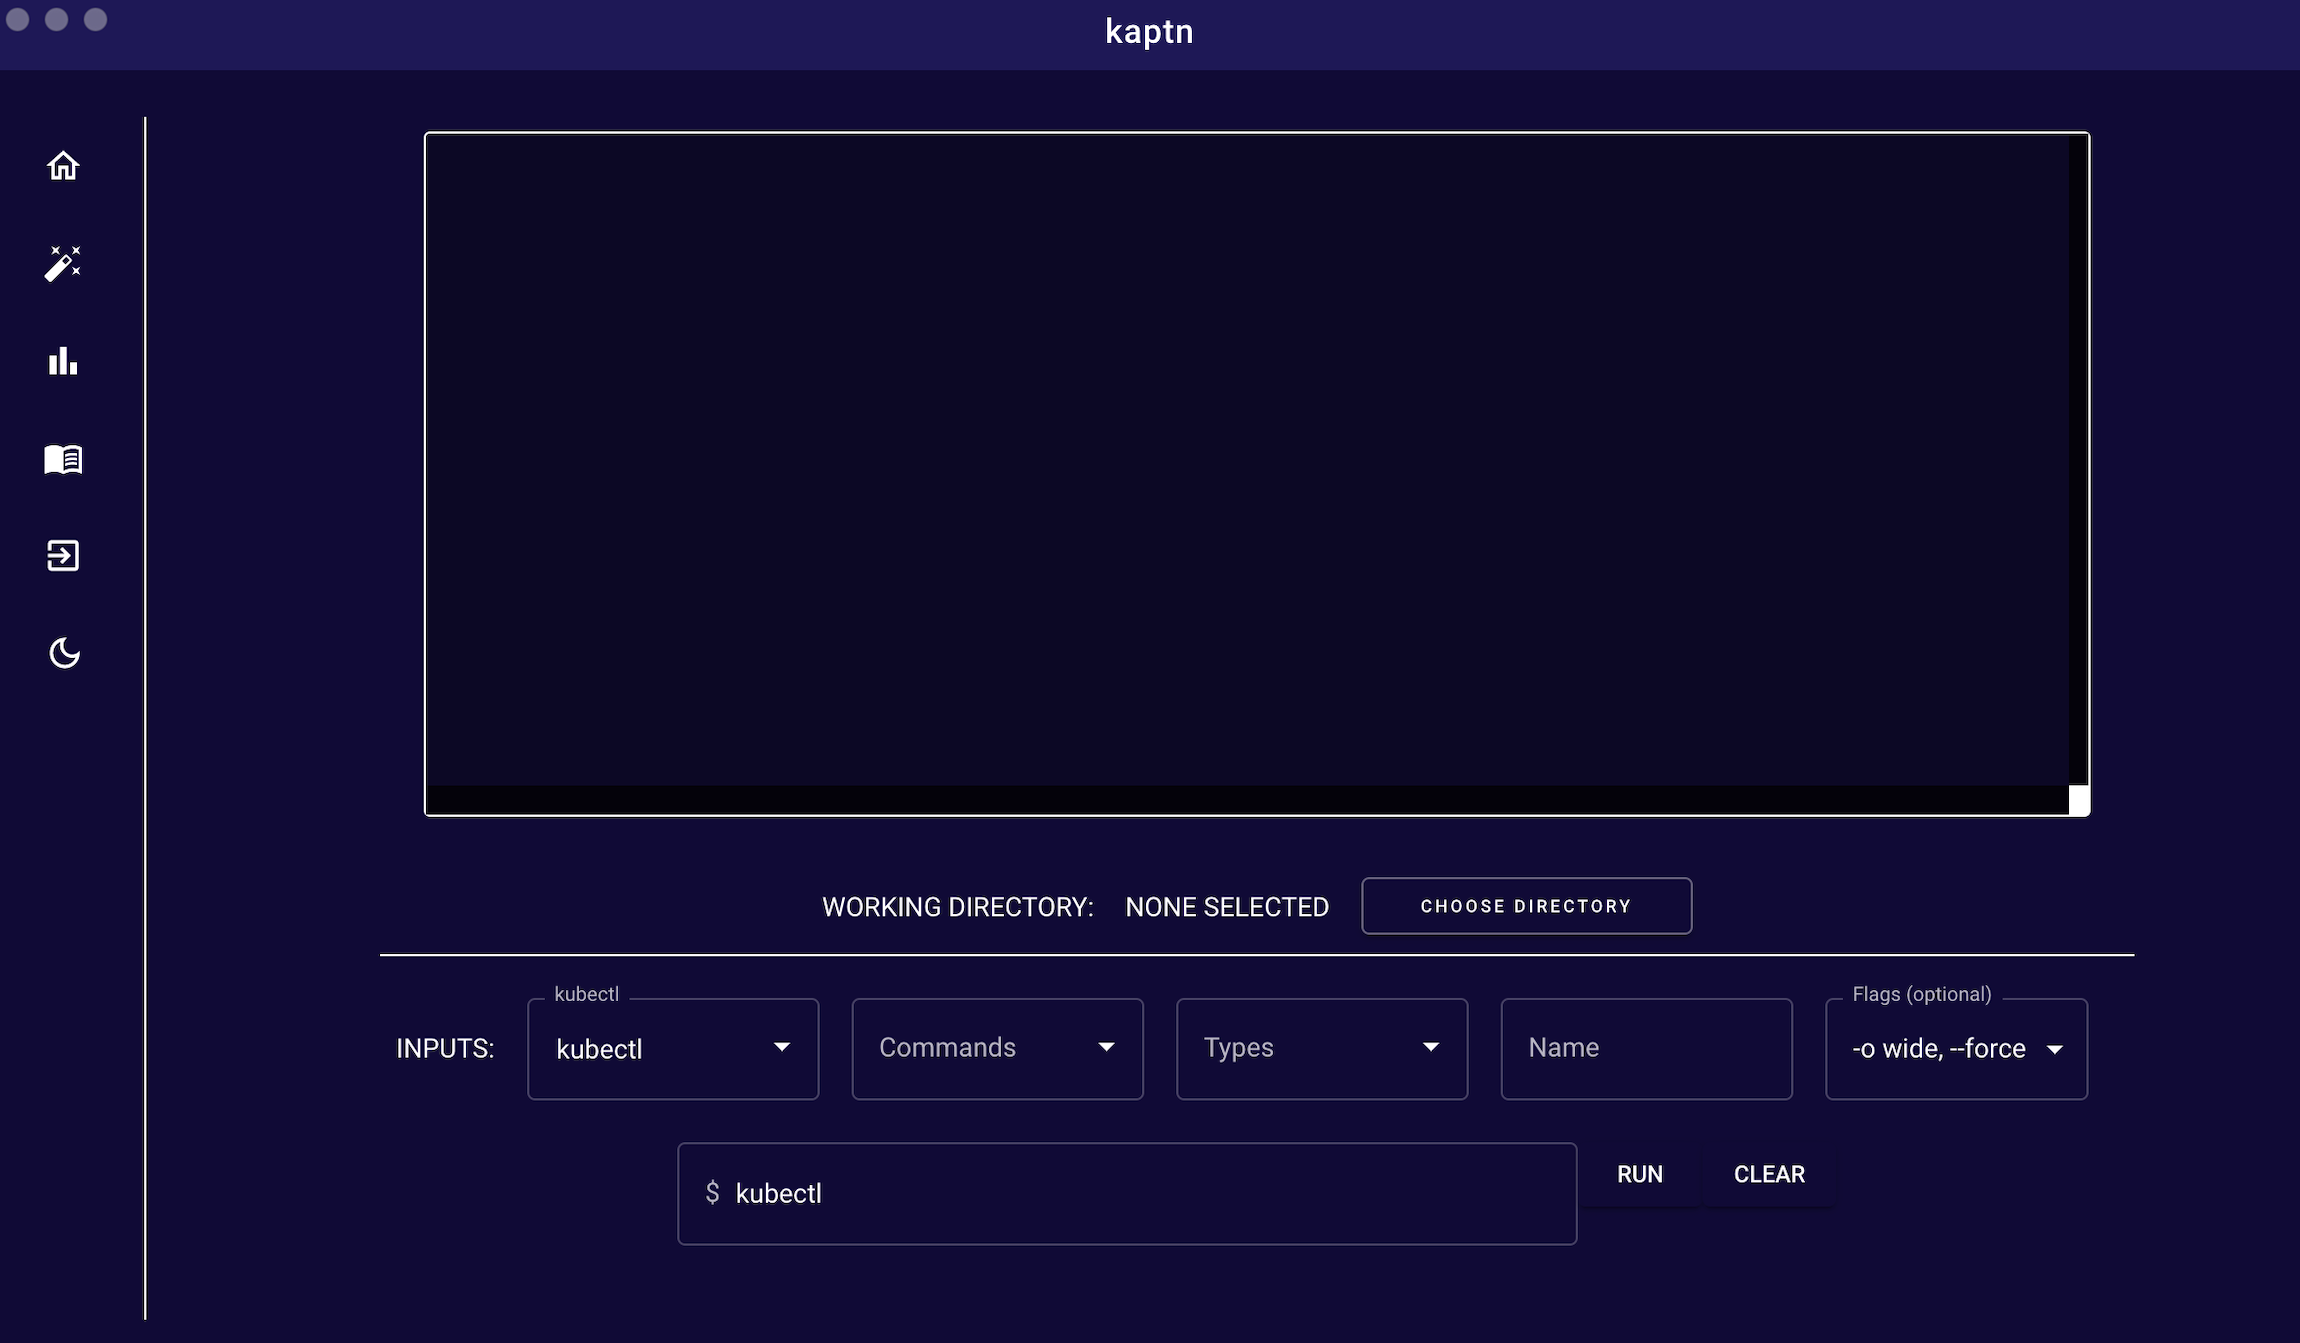 kaptn
WORKING DIRECTORY: NONE SELECTED CHOOSE DIRECTORY
kubectl Flags (optional)
INPUTS: kubectl Commands Types Name -o wide, --force
$ kubectl RUN CLEAR